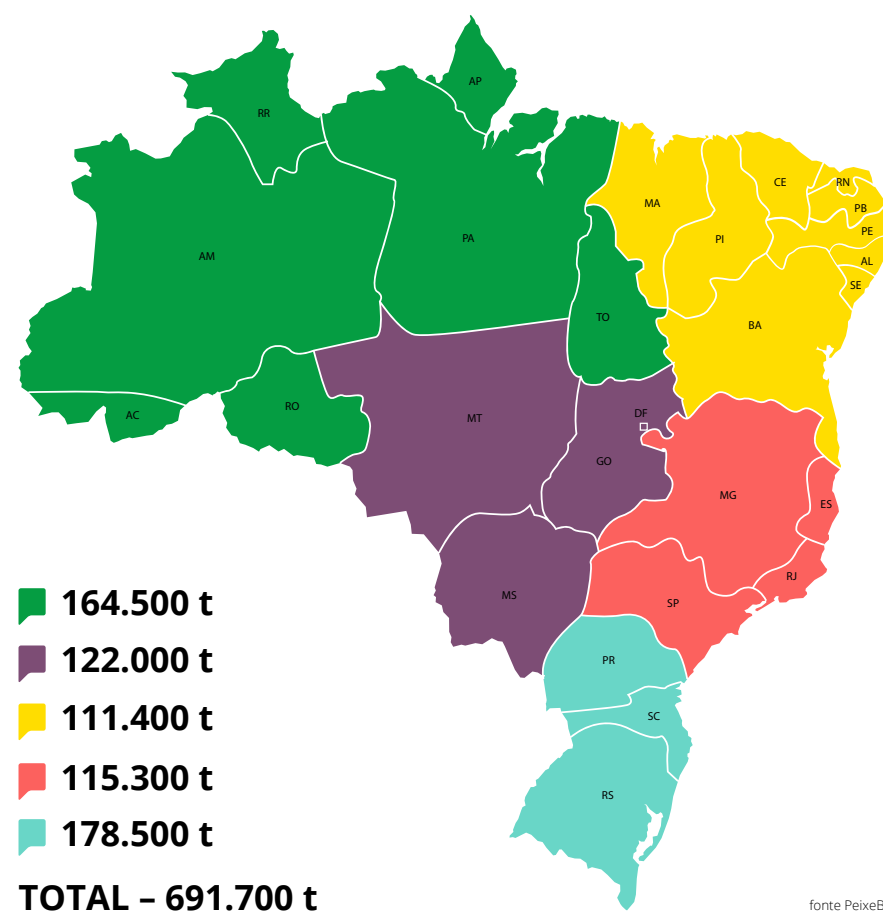 AP
RR
CE
RN
MA
PB
PE
PI
PA
AM
AL
SE
TO
BA
RO
DF
AC
MT
GO
MG
ES
RJ
MS
SP
164.500 t
122.000 t
PR
111.400 t
SC
115.300 t
RS
178.500 t
TOTAL – 691.700 t
fonte PeixeB